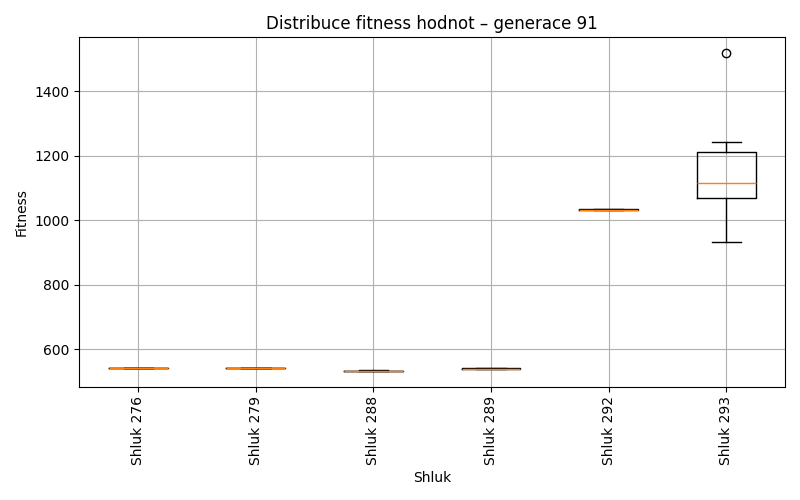 Distribuce fitness hodnot – generace 91
Fitness
1400
1200
1000
800
600
Shluk 276
Shluk 279
Shluk 288
Shluk 289
Shluk 292
Shluk 293
Shluk